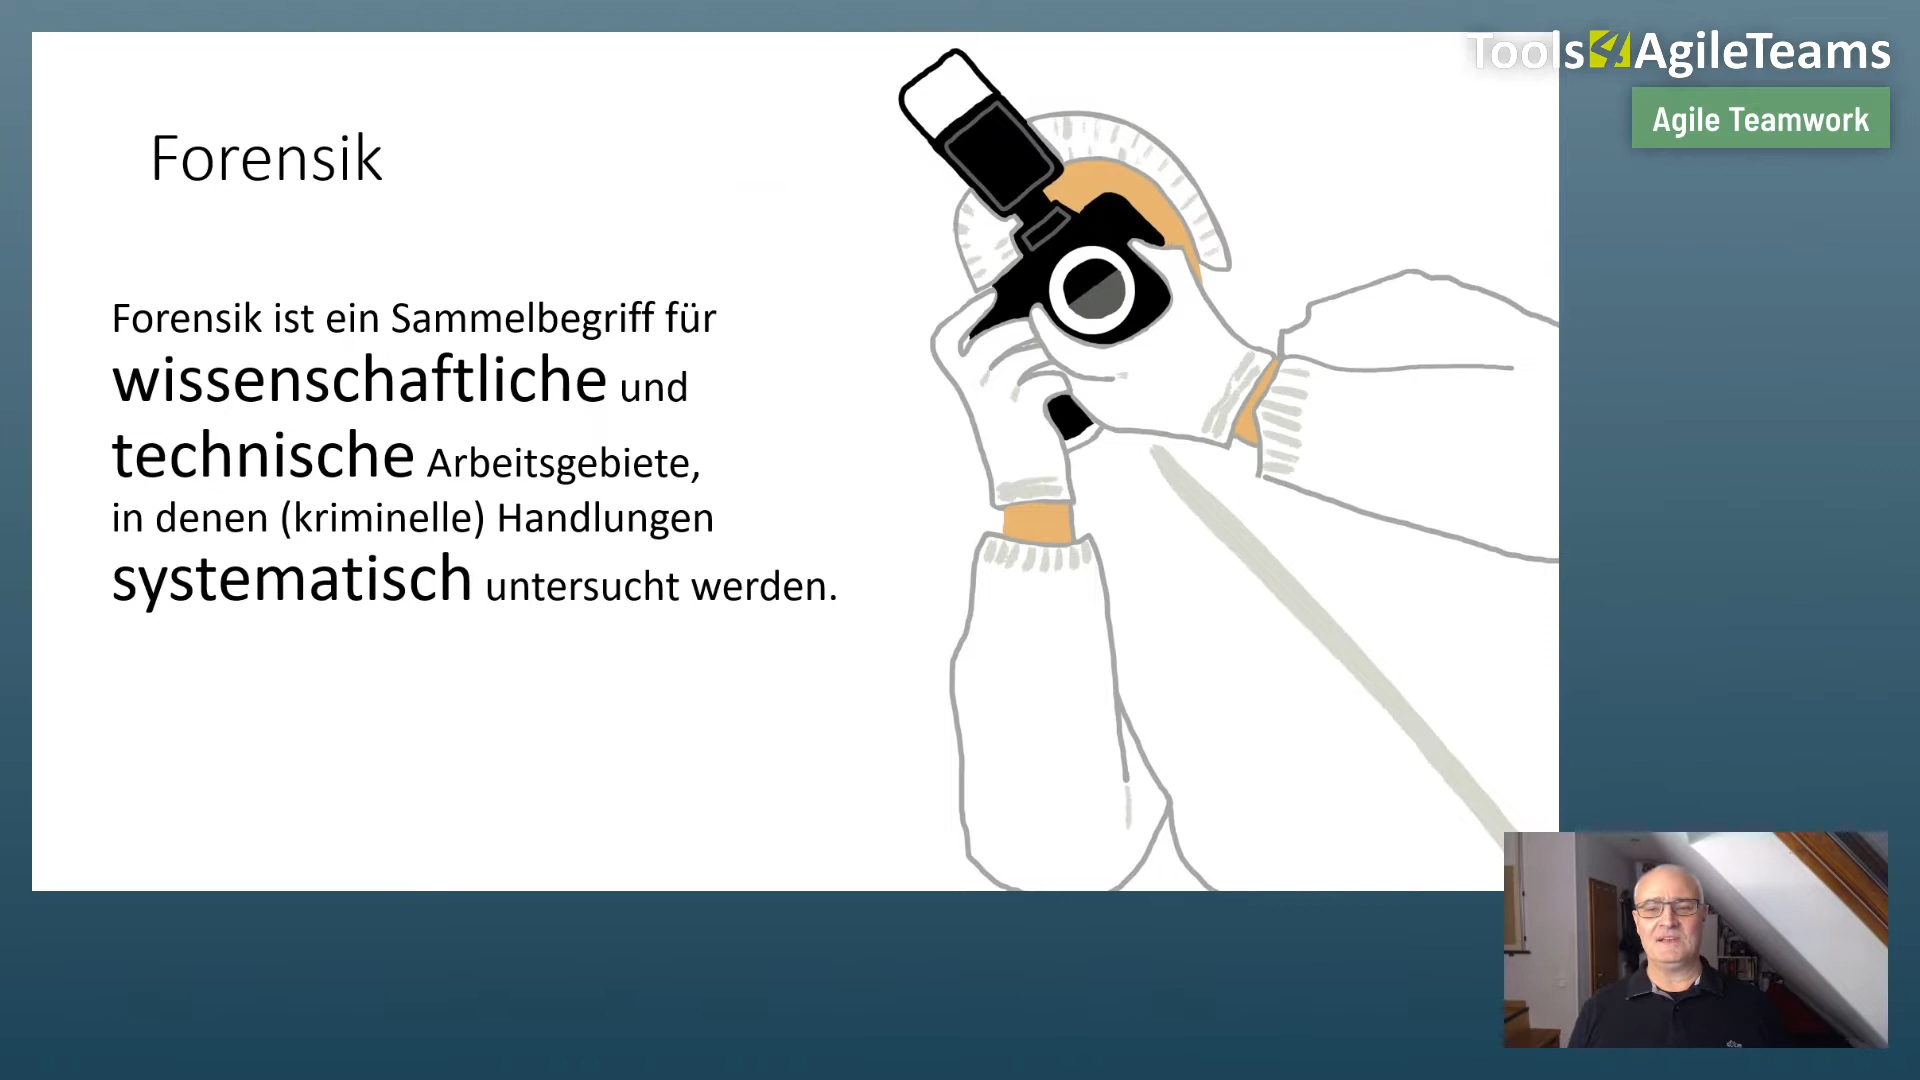 Tools4AgileTeams
Agile Teamwork
Forensik
Forensik ist ein Sammelbegriff für
wissenschaftliche und
technische Arbeitsgebiete,
in denen (kriminelle) Handlungen
systematisch untersucht werden.